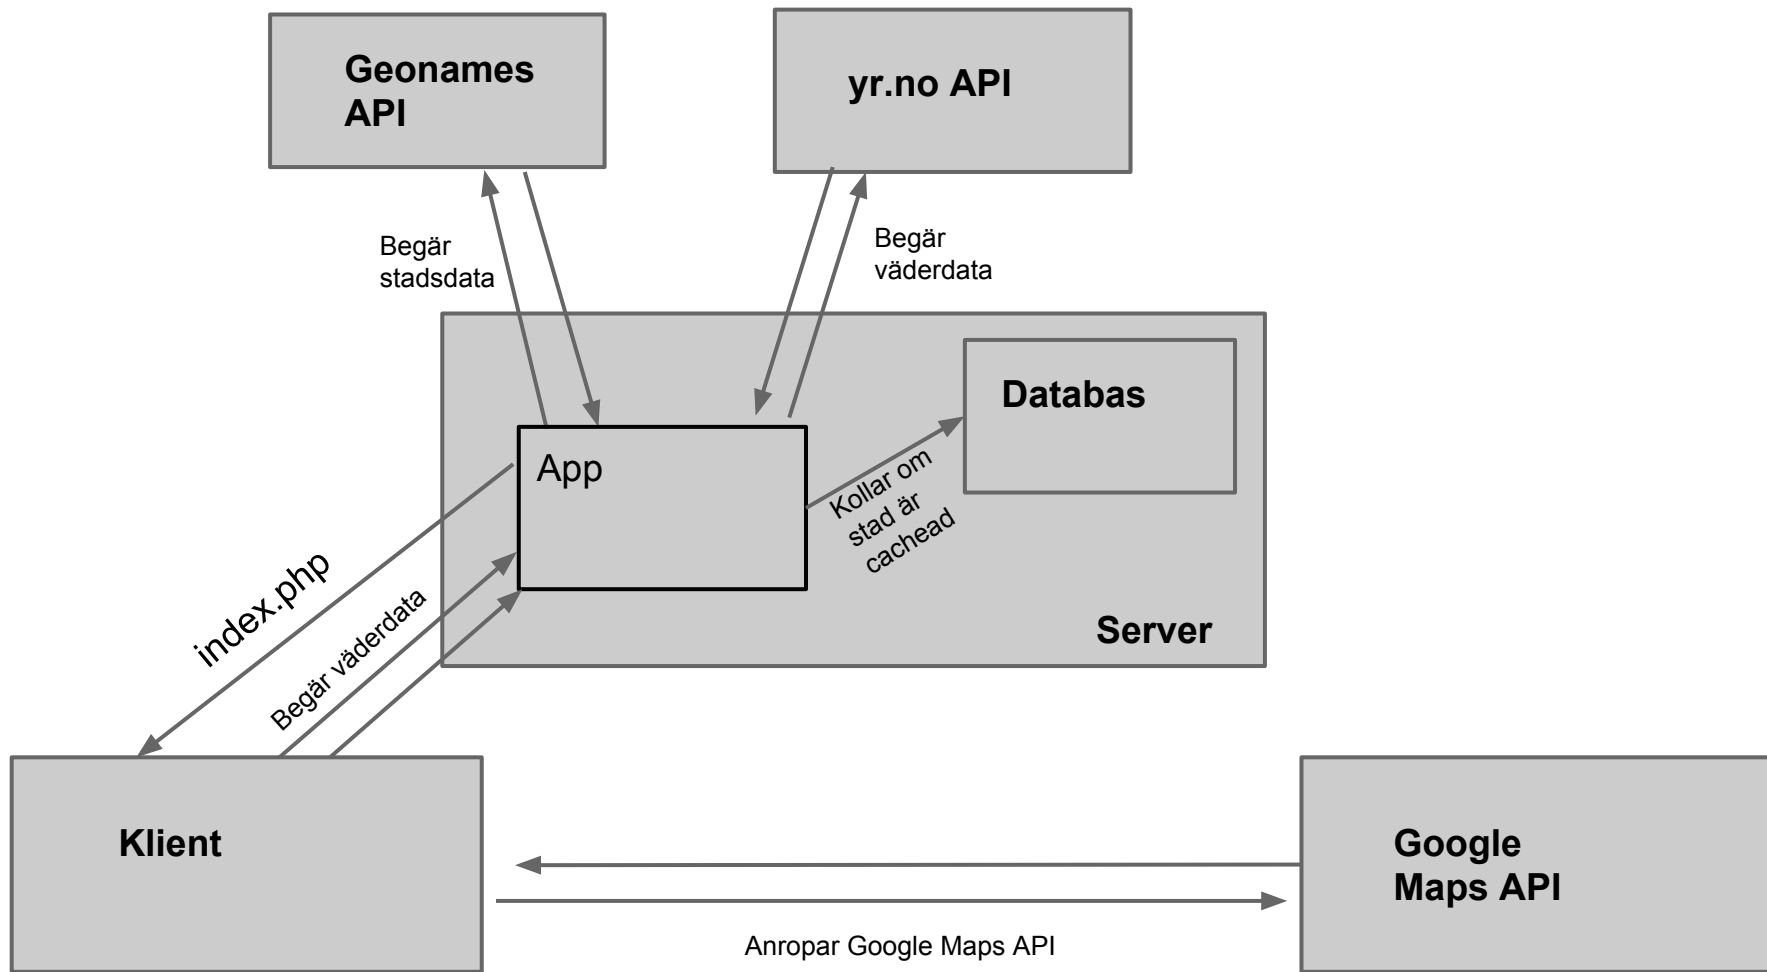 Geonames
API
yr.no API
Begär
stadsdata
Begär
väderdata
Databas
App
Kollar om
stad är
cachead
index.php
Begär väderdata
Server
Klient
Google
Maps API
Anropar Google Maps API